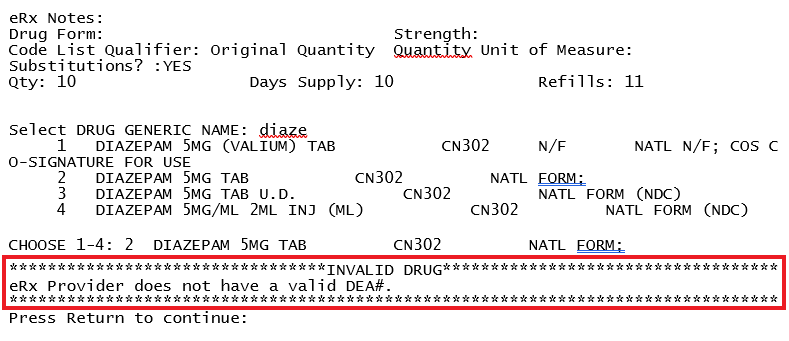 eRx Notes:
Drug Form: Strength:
Code List Qualifier: Original Quantity Quantity Unit of Measure:
Substitutions? :YES
Qty: 10 Days Supply: 10 Refills: 11
Select DRUG GENERIC NAME: diaze
1 DIAZEPAM 5MG (VALIUM) TAB CN302 N/F NATL N/F; COS C
O-SIGNATURE FOR USE
2 DIAZEPAM 5MG TAB CN302 NATL FORM;
3 DIAZEPAM 5MG TAB U.D. CN302 NATL FORM (NDC)
4 DIAZEPAM 5MG/ML 2ML INJ (ML) CN302 NATL FORM (NDC)
CHOOSE 1-4: 2 DIAZEPAM 5MG TAB CN302 NATL FORM;
*********************************INVALID DRUG***********************************
eRx Provider does not have a valid DEA#.
********************************************************************************
Press Return to continue: